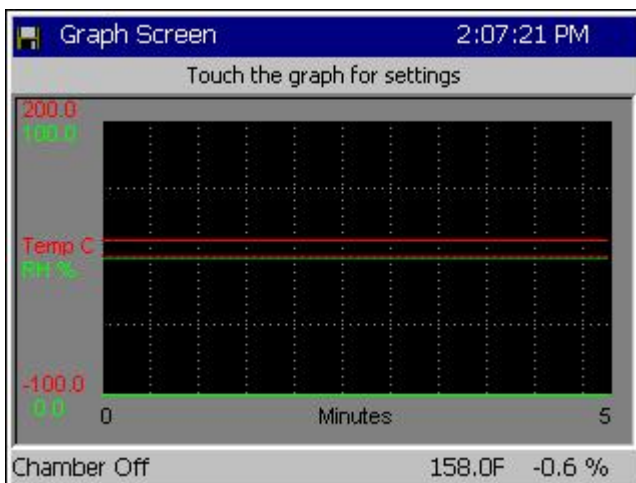 Graph Screen 2:07:21 PM
Touch the graph for settings
200.0
100.0
Temp C
RH %
-100.0
0.0
0 Minutes 5
Chamber Off 158.0F -0.6 %